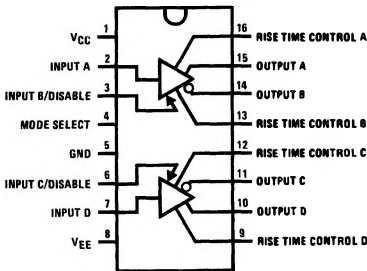 1
V_CC
16
RISE TIME CONTROL A
2
INPUT A
15
OUTPUT A
3
INPUT B/DISABLE
14
OUTPUT B
4
MODE SELECT
13
RISE TIME CONTROL B
5
GND
12
RISE TIME CONTROL C
6
INPUT C/DISABLE
11
OUTPUT C
7
INPUT D
10
OUTPUT D
8
V_EE
9
RISE TIME CONTROL D